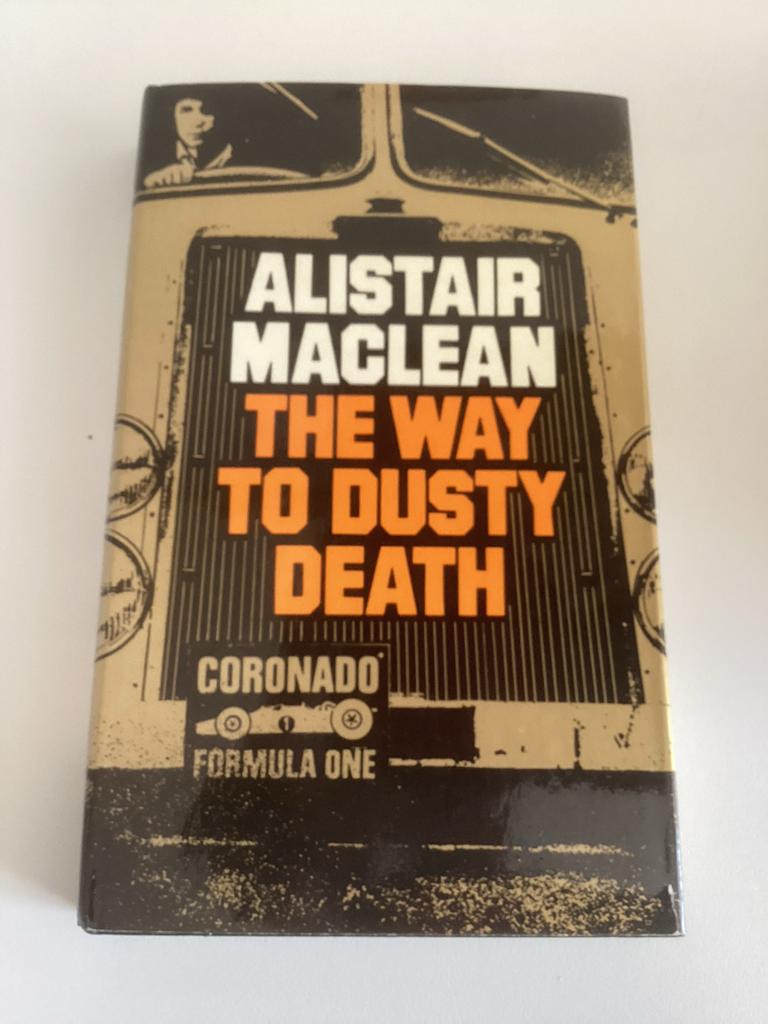 ALISTAIR
MACLEAN
THE WAY
TO DUSTY
DEATH
CORONADO
1
FORMULA ONE